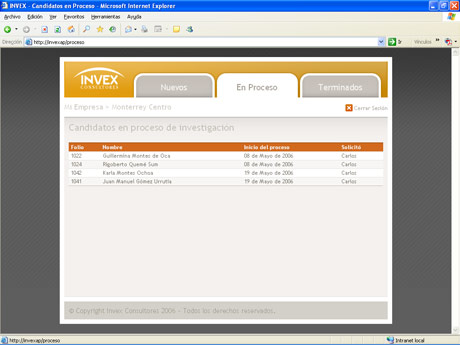 INVEX - Candidatos en Proceso - Microsoft Internet Explorer
Archivo Edición Ver Favoritos Herramientas Ayuda
Dirección http://invexap/proceso Ir Vínculos
INVEX
CONSULTORES
Nuevos En Proceso Terminados
Mi Empresa > Monterrey Centro Cerrar Sesión
Candidatos en proceso de investigación
Folio Nombre Inicio del proceso Solicitó
1022 Guillermina Montes de Oca 08 de Mayo de 2006 Carlos
1024 Rigoberto Quemé Sum 08 de Mayo de 2006 Carlos
1042 Karla Montes Ochoa 19 de Mayo de 2006 Carlos
1041 Juan Manuel Gómez Urrutia 19 de Mayo de 2006 Carlos
© Copyright Invex Consultores 2006 - Todos los derechos reservados.
http://invexap/proceso Intranet local